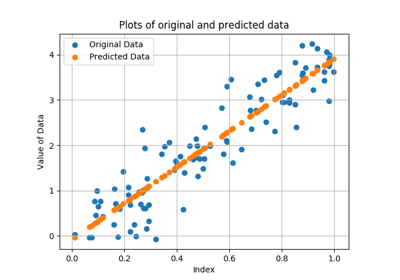 Plots of original and predicted data
Original Data
Predicted Data
Value of Data
4
3
2
1
0
0.0 0.2 0.4 0.6 0.8 1.0
Index